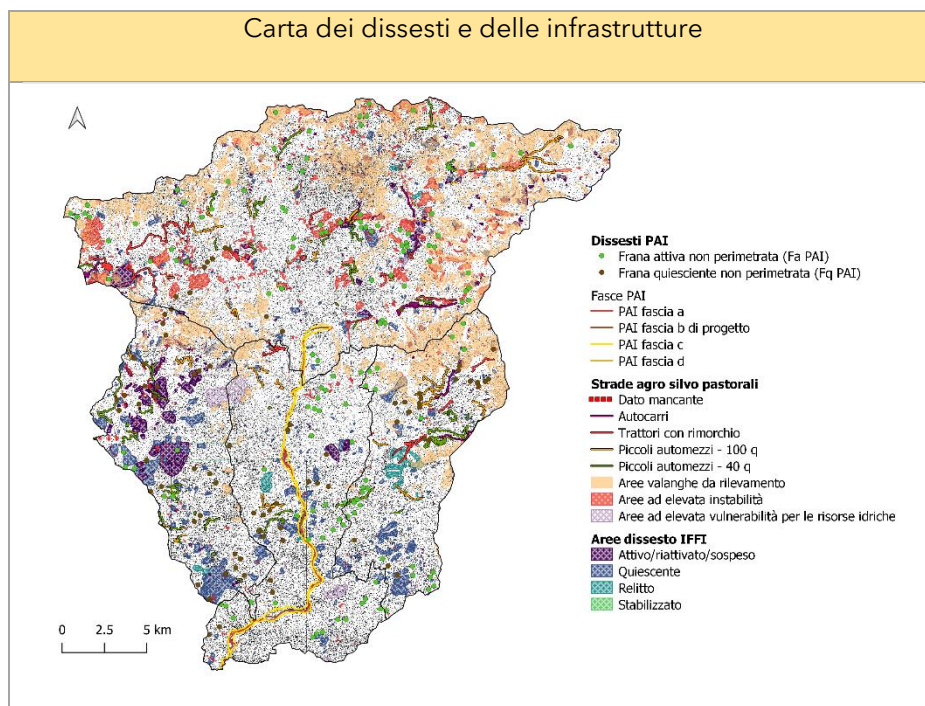 Carta dei dissesti e delle infrastrutture
Dissesti PAI
Frana attiva non perimetrata (Fa PAI)
Frana quiesciente non perimetrata (Fq PAI)
Fasce PAI
PAI fascia a
PAI fascia b di progetto
PAI fascia c
PAI fascia d
Strade agro silvo pastorali
Dato mancante
Autocarri
Trattori con rimorchio
Piccoli automezzi - 100 q
Piccoli automezzi - 40 q
Aree valanghe da rilevamento
Aree ad elevata instabilità
Aree ad elevata vulnerabilità per le risorse idriche
Aree dissesto IFFI
Attivo/riattivato/sospeso
Quiescente
Relitto
Stabilizzato
0 2.5 5 km